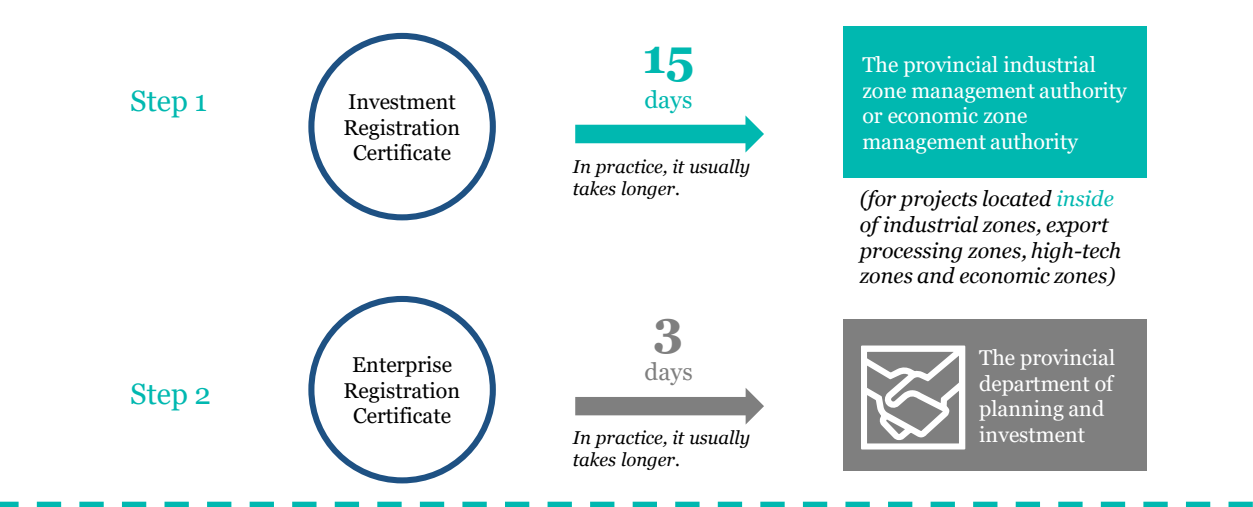 Step 1
Investment
Registration
Certificate
15
days
In practice, it usually
takes longer.
The provincial industrial
zone management authority
or economic zone
management authority
(for projects located inside
of industrial zones, export
processing zones, high-tech
zones and economic zones)
Step 2
Enterprise
Registration
Certificate
3
days
In practice, it usually
takes longer.
The provincial
department of
planning and
investment